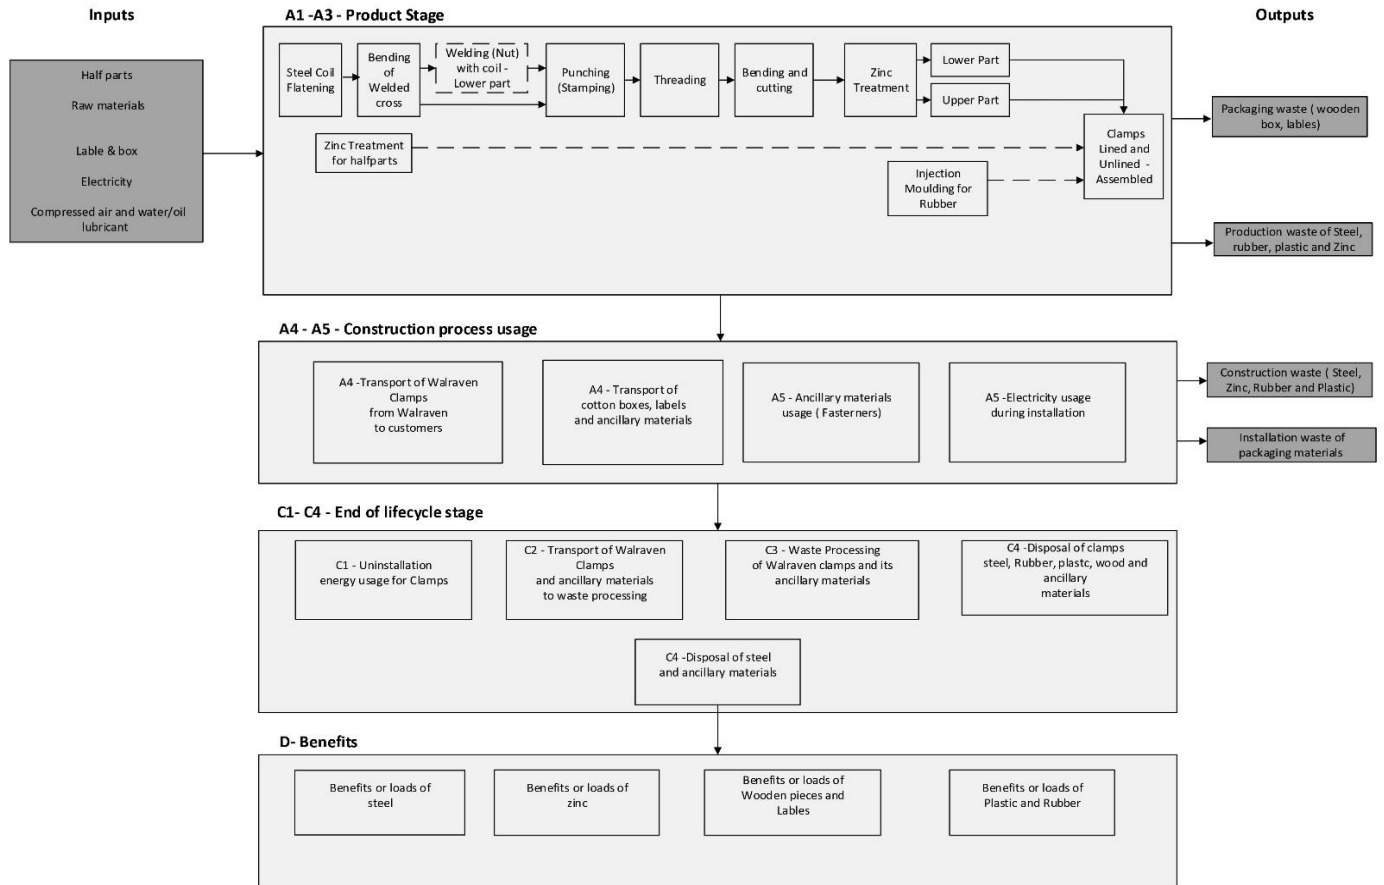 Inputs
A1 -A3 - Product Stage
Outputs
Half parts
Raw materials
Lable & box
Electricity
Compressed air and water/oil
lubricant
Steel Coil
Flatening
Bending
of
Welded
cross
Welding (Nut)
with coil -
Lower part
Punching
(Stamping)
Threading
Bending and
cutting
Zinc
Treatment
Lower Part
Upper Part
Zinc Treatment
for halfparts
Injection
Moulding for
Rubber
Clamps
Lined and
Unlined -
Assembled
Packaging waste ( wooden
box, lables)
Production waste of Steel,
rubber, plastic and Zinc
A4 - A5 - Construction process usage
A4 -Transport of Walraven
Clamps
from Walraven
to customers
A4 - Transport of
cotton boxes, labels
and ancillary materials
A5 - Ancillary materials
usage ( Fasterners)
A5 -Electricity usage
during installation
Construction waste ( Steel,
Zinc, Rubber and Plastic)
Installation waste of
packaging materials
C1- C4 - End of lifecycle stage
C1 - Uninstallation
energy usage for Clamps
C2 - Transport of Walraven
Clamps
and ancillary materials
to waste processing
C3 - Waste Processing
of Walraven clamps and its
ancillary materials
C4 -Disposal of clamps
steel, Rubber, plastc, wood and
ancillary
materials
C4 -Disposal of steel
and ancillary materials
D- Benefits
Benefits or loads of
steel
Benefits or loads of
zinc
Benefits or loads of
Wooden pieces and
Lables
Benefits or loads of
Plastic and Rubber